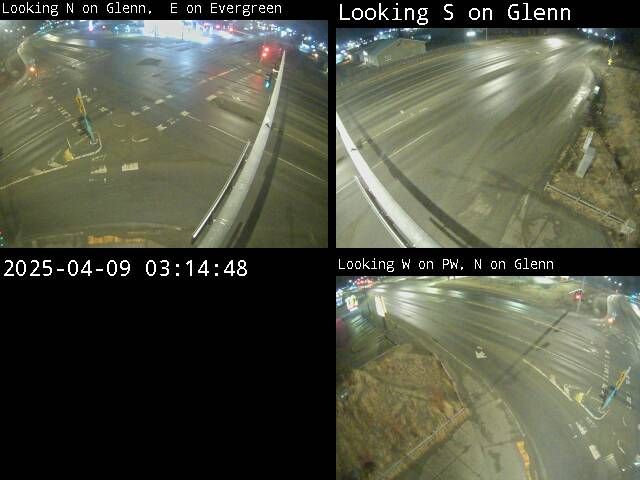 Looking N on Glenn, E on Evergreen
Looking S on Glenn
2025-04-09 03:14:48
Looking W on PW, N on Glenn